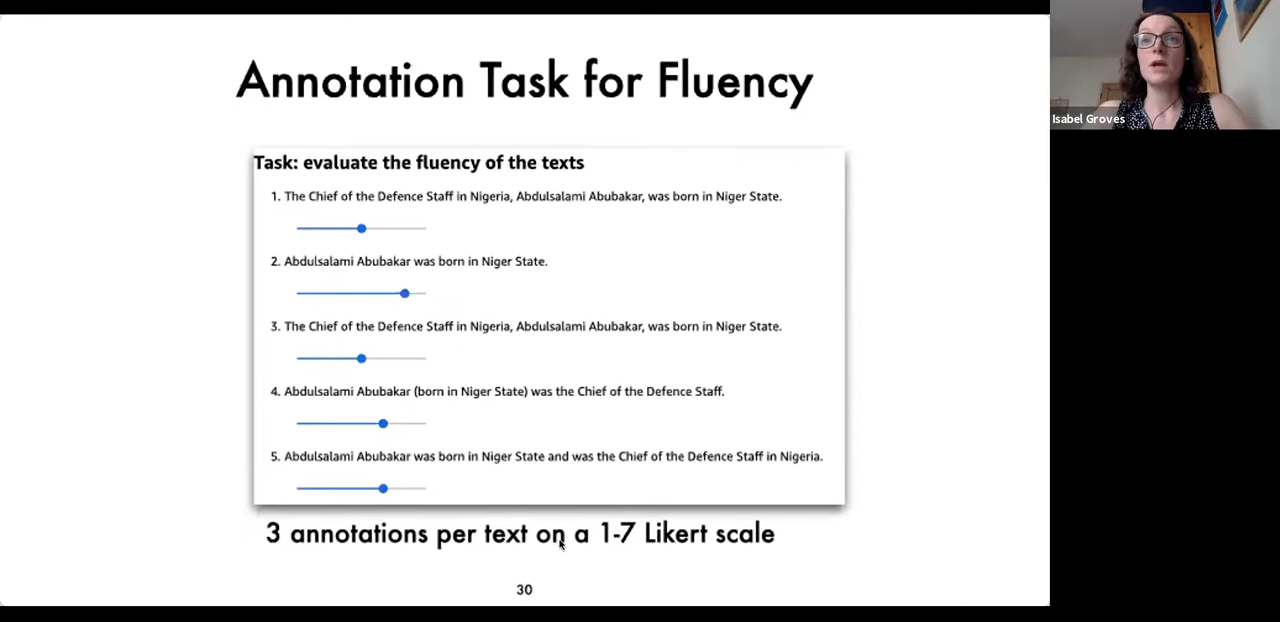 Annotation Task for Fluency
Isabel Groves
Task: evaluate the fluency of the texts
1. The Chief of the Defence Staff in Nigeria, Abdulsalami Abubakar, was born in Niger State.
2. Abdulsalami Abubakar was born in Niger State.
3. The Chief of the Defence Staff in Nigeria, Abdulsalami Abubakar, was born in Niger State.
4. Abdulsalami Abubakar (born in Niger State) was the Chief of the Defence Staff.
5. Abdulsalami Abubakar was born in Niger State and was the Chief of the Defence Staff in Nigeria.
3 annotations per text on a 1-7 Likert scale
30